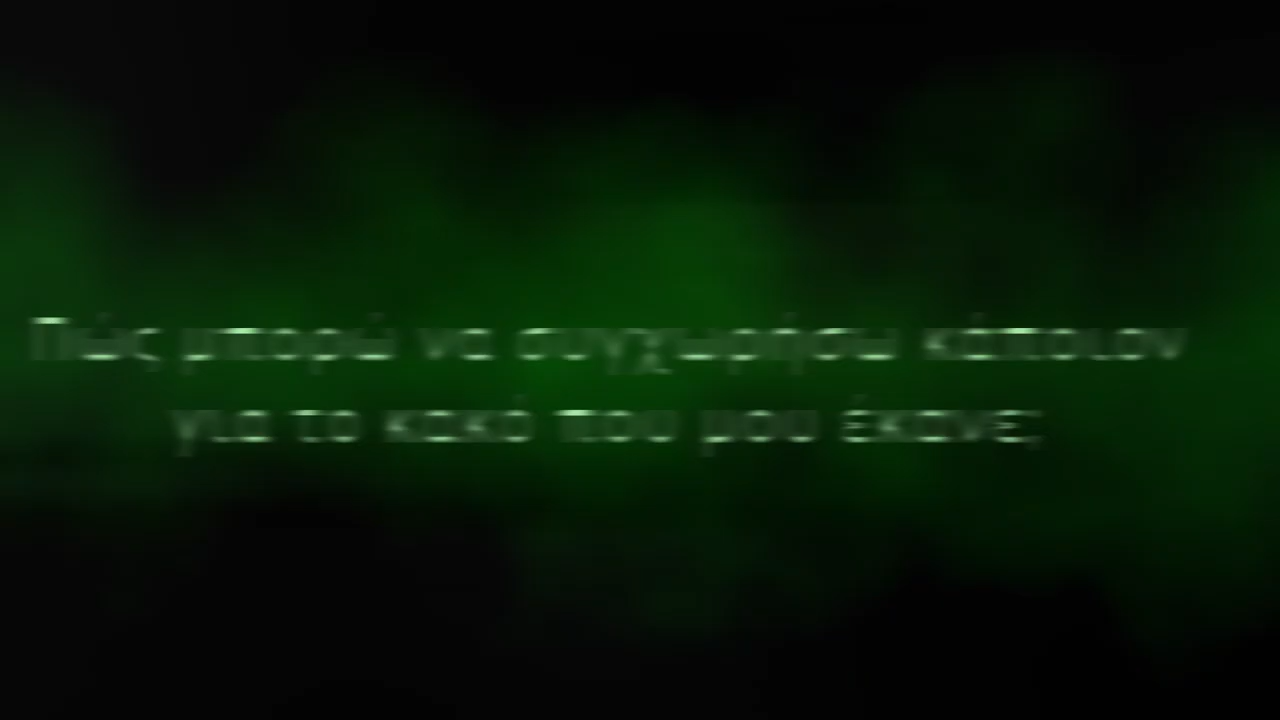 Πώς μπορώ να συγχωρήσω κάποιον
για το κακό που μου έκανε;